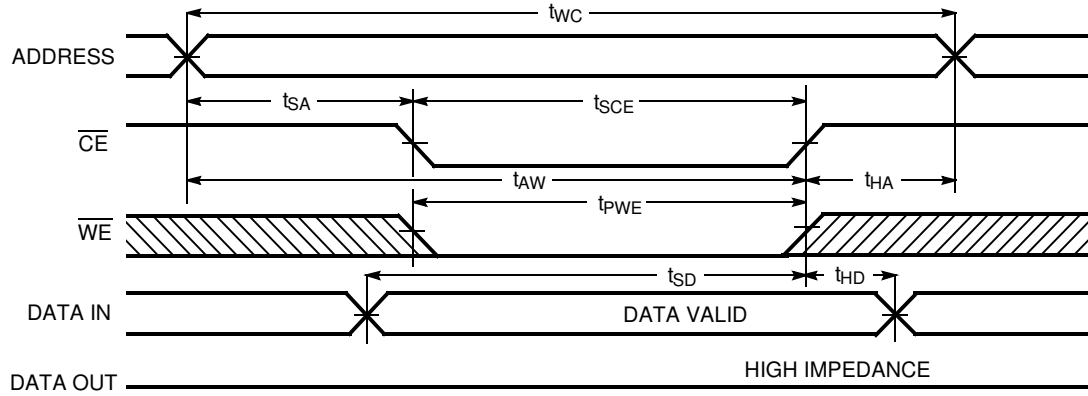 tWC
ADDRESS
tSA
tSCE
CE
tAW
tHA
tPWE
WE
tSD
tHD
DATA IN
DATA VALID
HIGH IMPEDANCE
DATA OUT